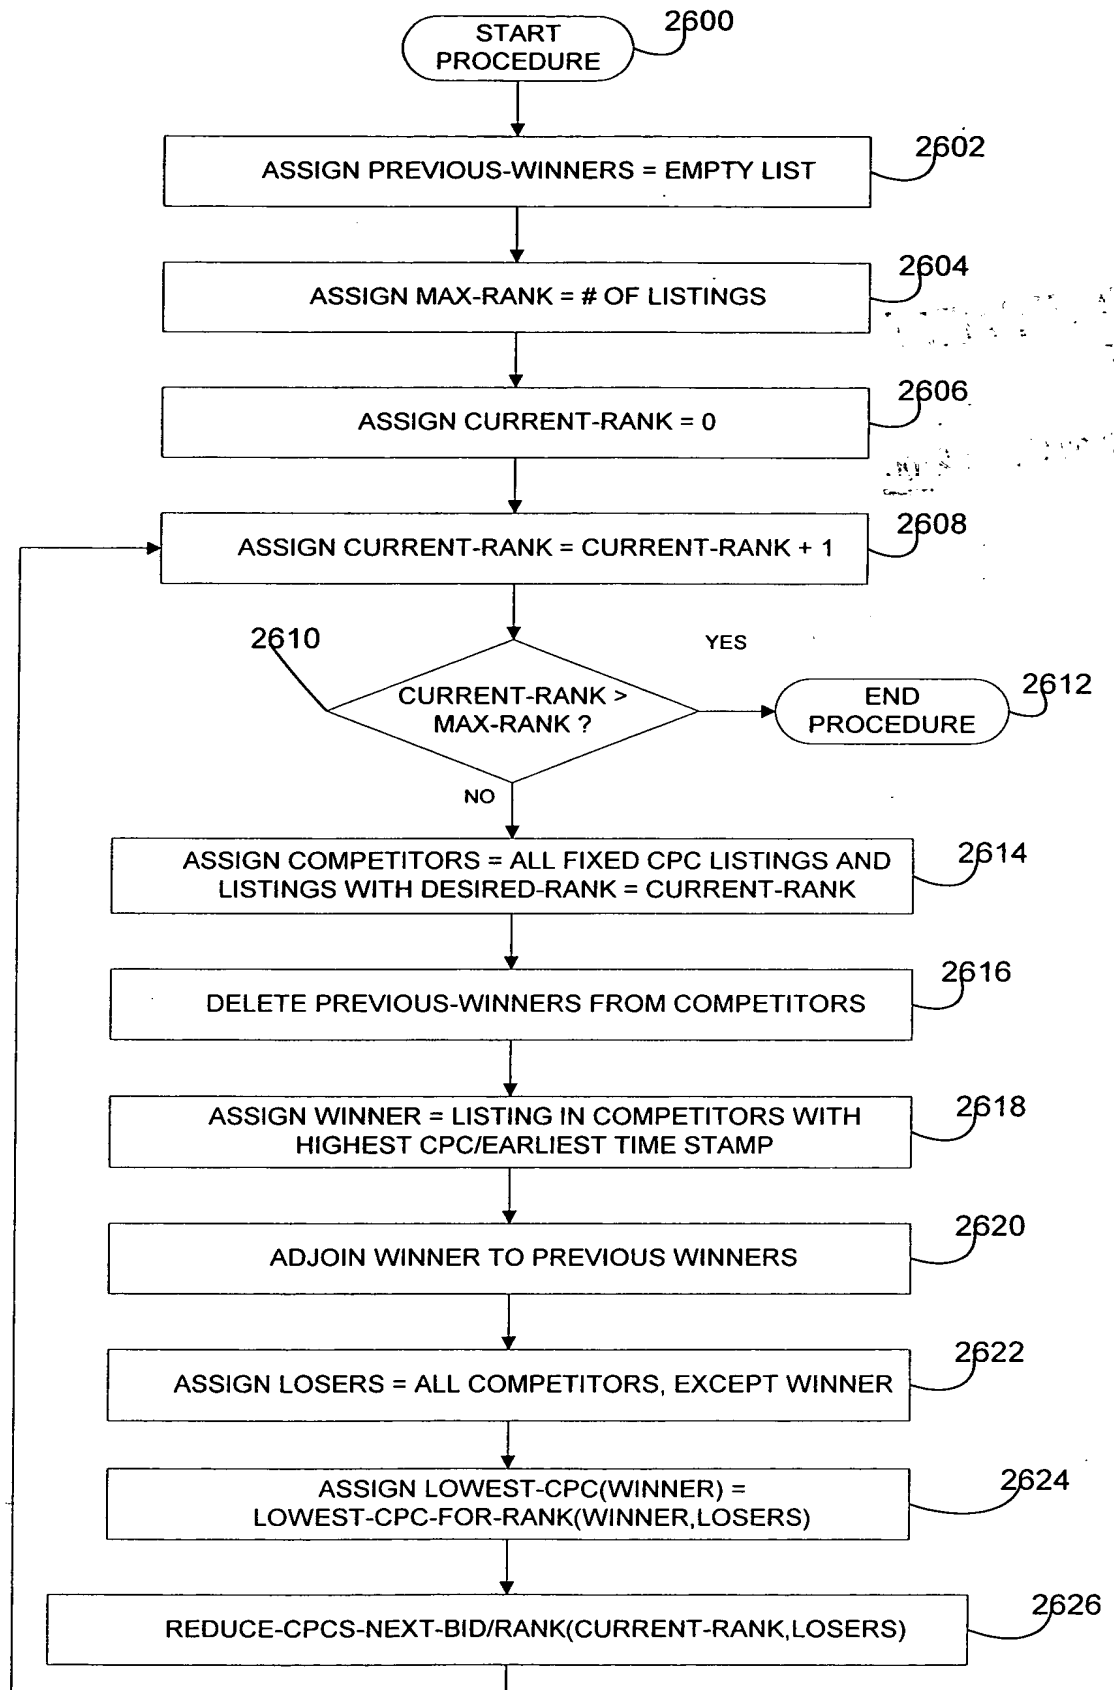 START
PROCEDURE
2600
ASSIGN PREVIOUS-WINNERS = EMPTY LIST
2602
ASSIGN MAX-RANK = # OF LISTINGS
2604
ASSIGN CURRENT-RANK = 0
2606
ASSIGN CURRENT-RANK = CURRENT-RANK + 1
2608
2610
CURRENT-RANK >
MAX-RANK ?
YES
END
PROCEDURE
2612
NO
ASSIGN COMPETITORS = ALL FIXED CPC LISTINGS AND
LISTINGS WITH DESIRED-RANK = CURRENT-RANK
2614
DELETE PREVIOUS-WINNERS FROM COMPETITORS
2616
ASSIGN WINNER = LISTING IN COMPETITORS WITH
HIGHEST CPC/EARLIEST TIME STAMP
2618
ADJOIN WINNER TO PREVIOUS WINNERS
2620
ASSIGN LOSERS = ALL COMPETITORS, EXCEPT WINNER
2622
ASSIGN LOWEST-CPC(WINNER) =
LOWEST-CPC-FOR-RANK(WINNER,LOSERS)
2624
REDUCE-CPCS-NEXT-BID/RANK(CURRENT-RANK,LOSERS)
2626